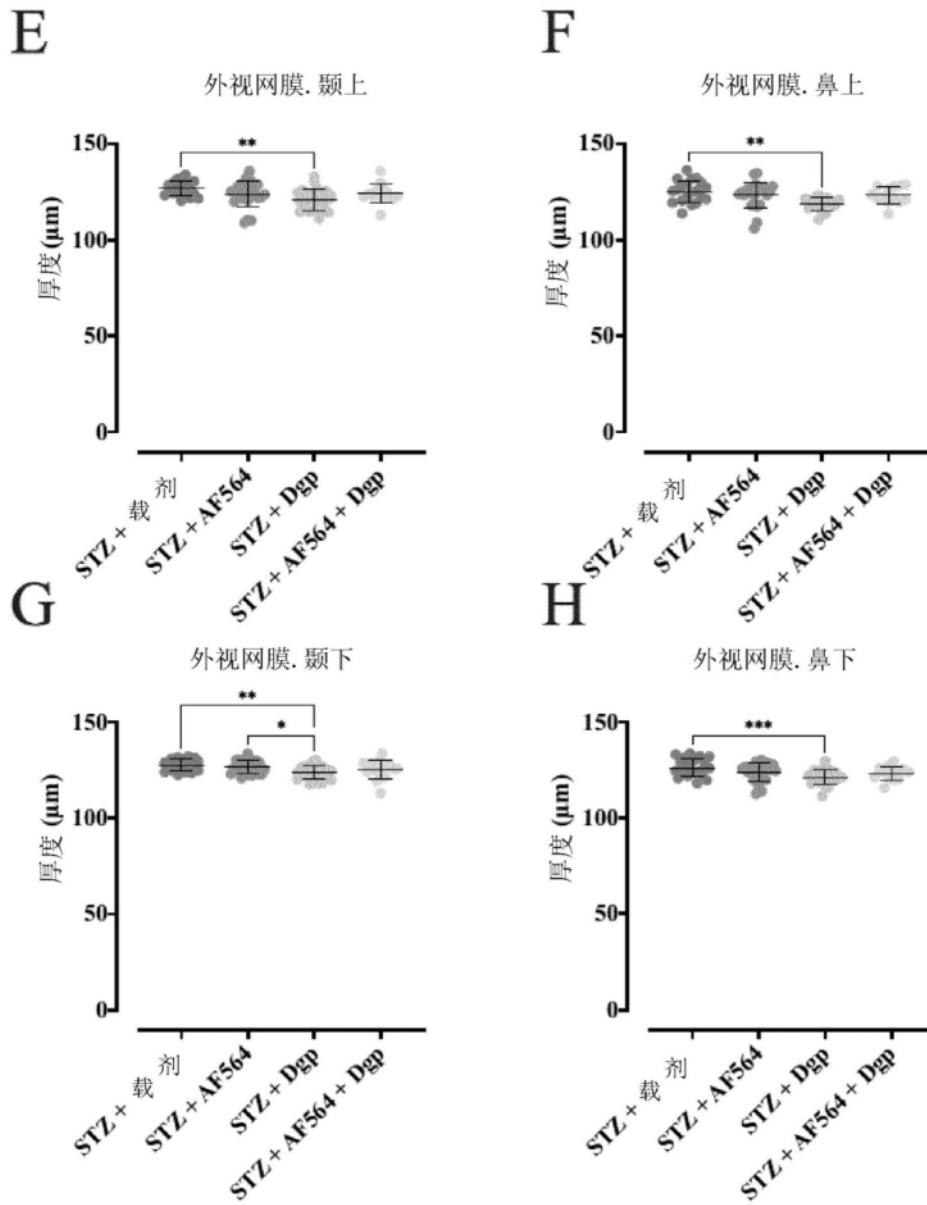 E
外视网膜. 颞上
**
厚度 (μm)
150
100
50
0
STZ + 载剂
STZ + AF564
STZ + Dgp
STZ + AF564 + Dgp
F
外视网膜. 鼻上
**
厚度 (μm)
150
100
50
0
STZ + 载剂
STZ + AF564
STZ + Dgp
STZ + AF564 + Dgp
G
外视网膜. 颞下
**
*
厚度 (μm)
150
100
50
0
STZ + 载剂
STZ + AF564
STZ + Dgp
STZ + AF564 + Dgp
H
外视网膜. 鼻下
***
厚度 (μm)
150
100
50
0
STZ + 载剂
STZ + AF564
STZ + Dgp
STZ + AF564 + Dgp